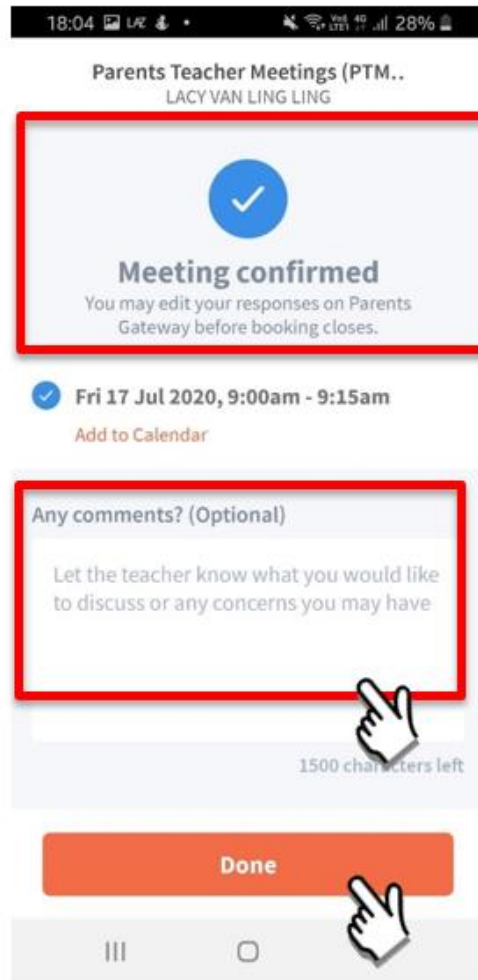 18:04 28%
Parents Teacher Meetings (PTM..
LACY VAN LING LING
Meeting confirmed
You may edit your responses on Parents
Gateway before booking closes.
Fri 17 Jul 2020, 9:00am - 9:15am
Add to Calendar
Any comments? (Optional)
Let the teacher know what you would like
to discuss or any concerns you may have
1500 characters left
Done